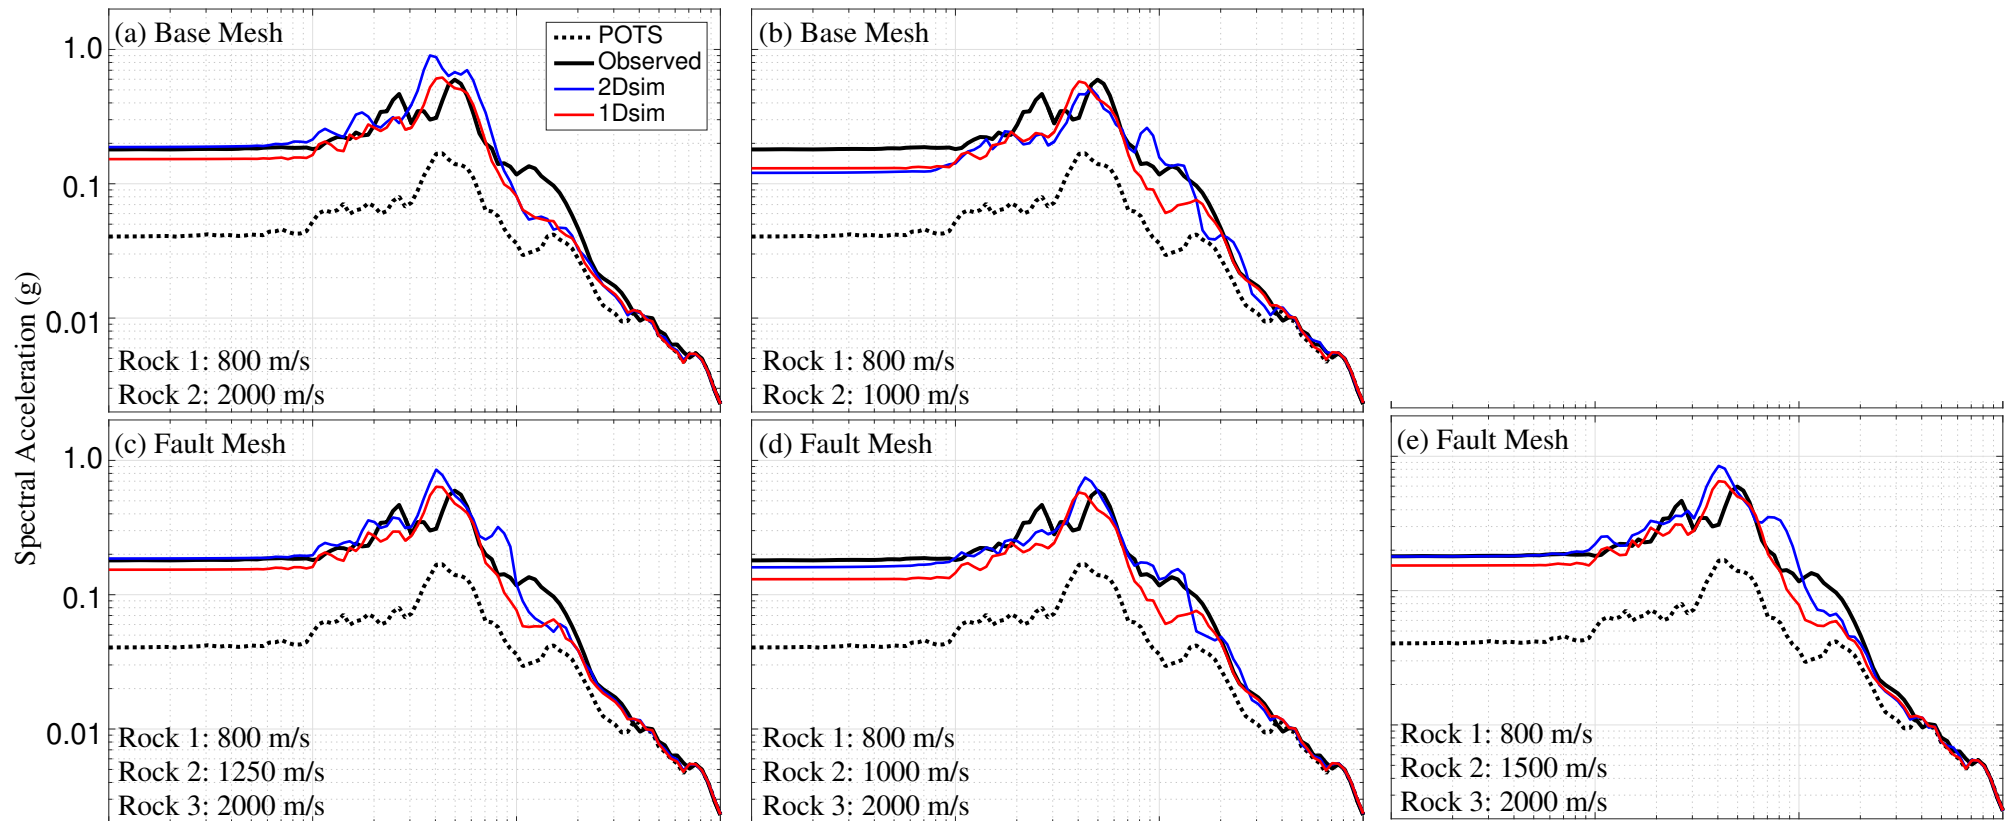 (a) Base Mesh
POTS
Observed
2Dsim
1Dsim
Rock 1: 800 m/s
Rock 2: 2000 m/s
(b) Base Mesh
Rock 1: 800 m/s
Rock 2: 1000 m/s
1.0
0.1
0.01
Spectral Acceleration (g)
(c) Fault Mesh
1.0
0.1
0.01
Rock 1: 800 m/s
Rock 2: 1250 m/s
Rock 3: 2000 m/s
(d) Fault Mesh
Rock 1: 800 m/s
Rock 2: 1000 m/s
Rock 3: 2000 m/s
(e) Fault Mesh
Rock 1: 800 m/s
Rock 2: 1500 m/s
Rock 3: 2000 m/s